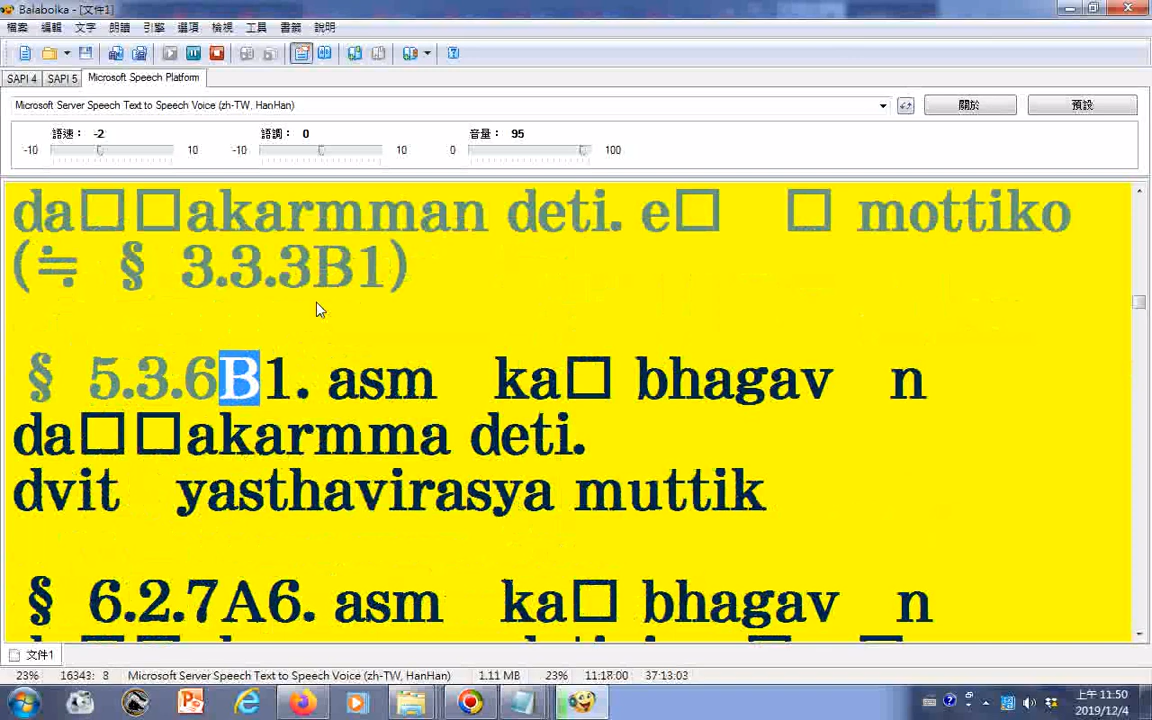 Balabolka - [文件1]
檔案 編輯 文字 朗讀 引擎 選項 檢視 工具 書籤 說明
SAPI 4 SAPI 5 Microsoft Speech Platform
Microsoft Server Speech Text to Speech Voice (zh-TW, HanHan) 關於 預設
語速： -2 語調： 0 音量： 95
-10 10 -10 10 0 100
da□□akarmman deti. e□ □ mottiko
(≒ § 3.3.3B1)
§ 5.3.6B1. asm ka□ bhagav n
da□□akarmma deti.
dvit yasthavirasya muttik
§ 6.2.7A6. asm ka□ bhagav n
文件1
23% 16343: 8 Microsoft Server Speech Text to Speech Voice (zh-TW, HanHan) 1.11 MB 23% 11:18:00 37:13:03
上午 11:50
2019/12/4